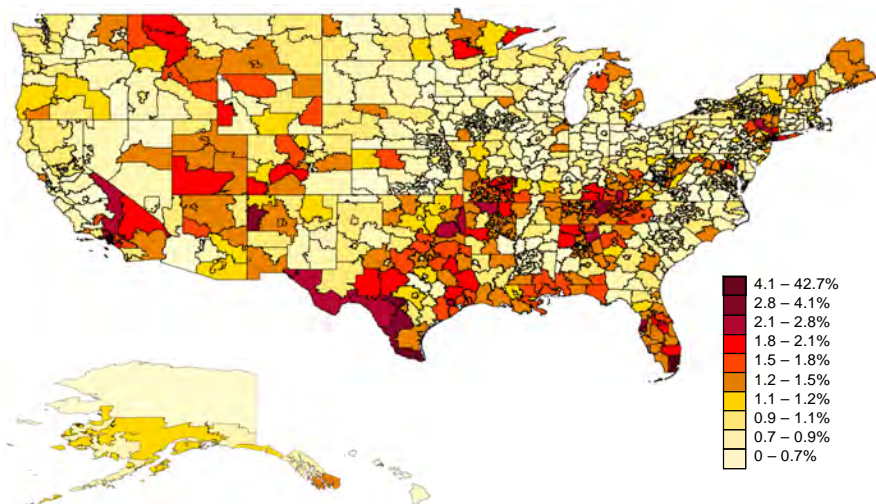 4.1 – 42.7%
2.8 – 4.1%
2.1 – 2.8%
1.8 – 2.1%
1.5 – 1.8%
1.2 – 1.5%
1.1 – 1.2%
0.9 – 1.1%
0.7 – 0.9%
0 – 0.7%